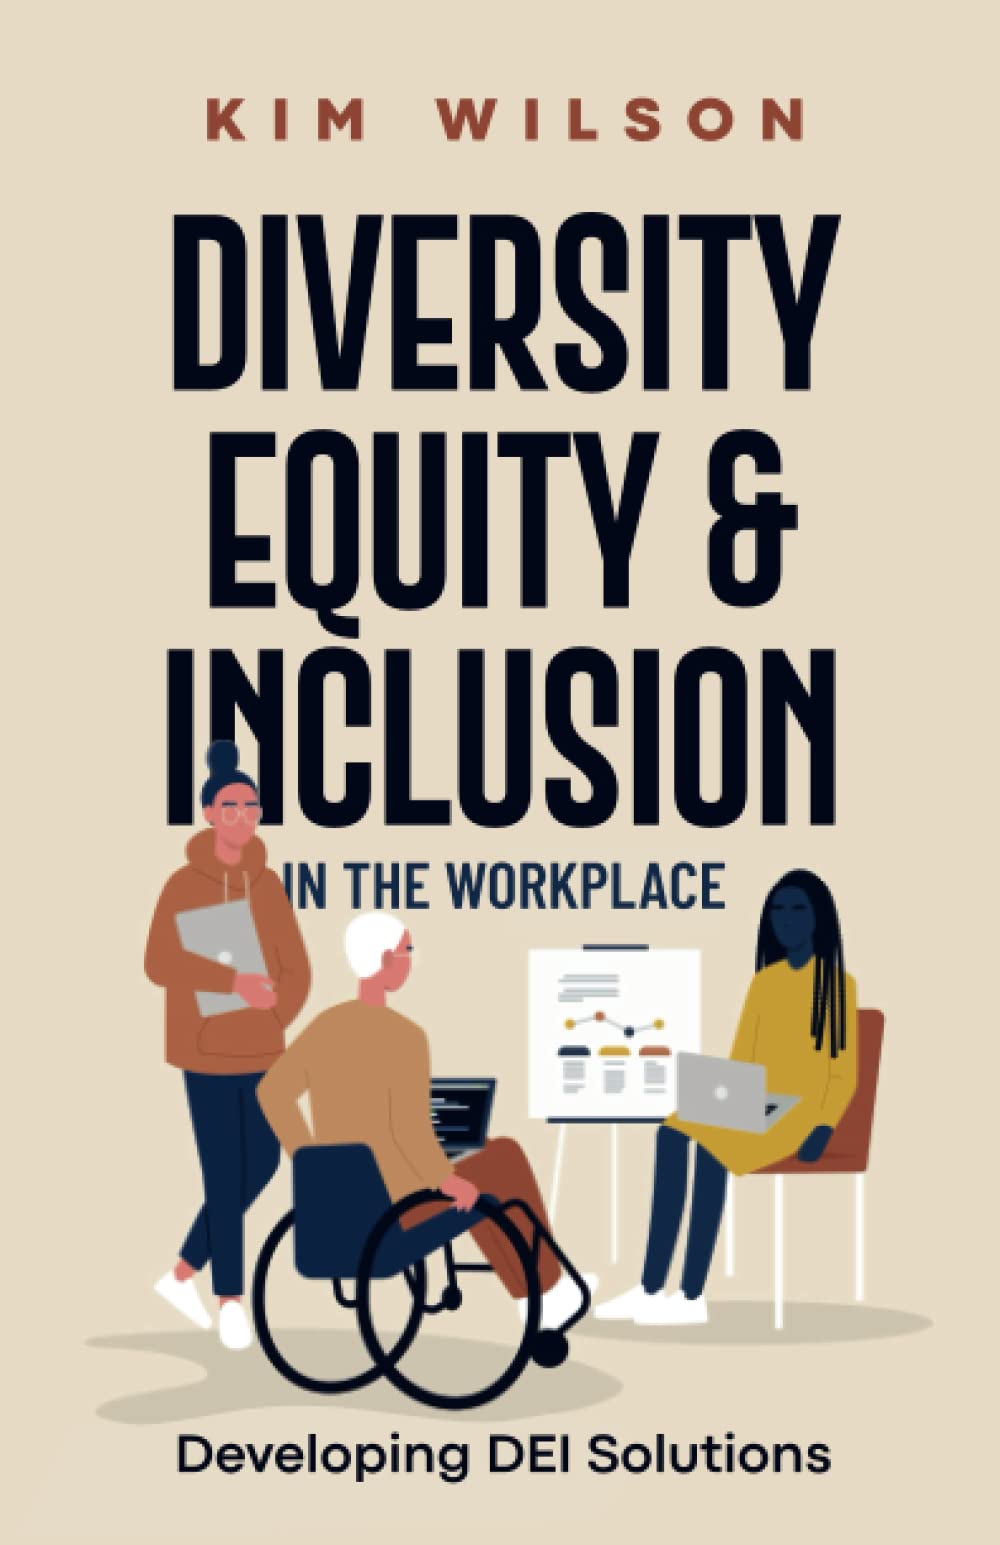 KIM WILSON
DIVERSITY
EQUITY &
INCLUSION
IN THE WORKPLACE
Developing DEI Solutions